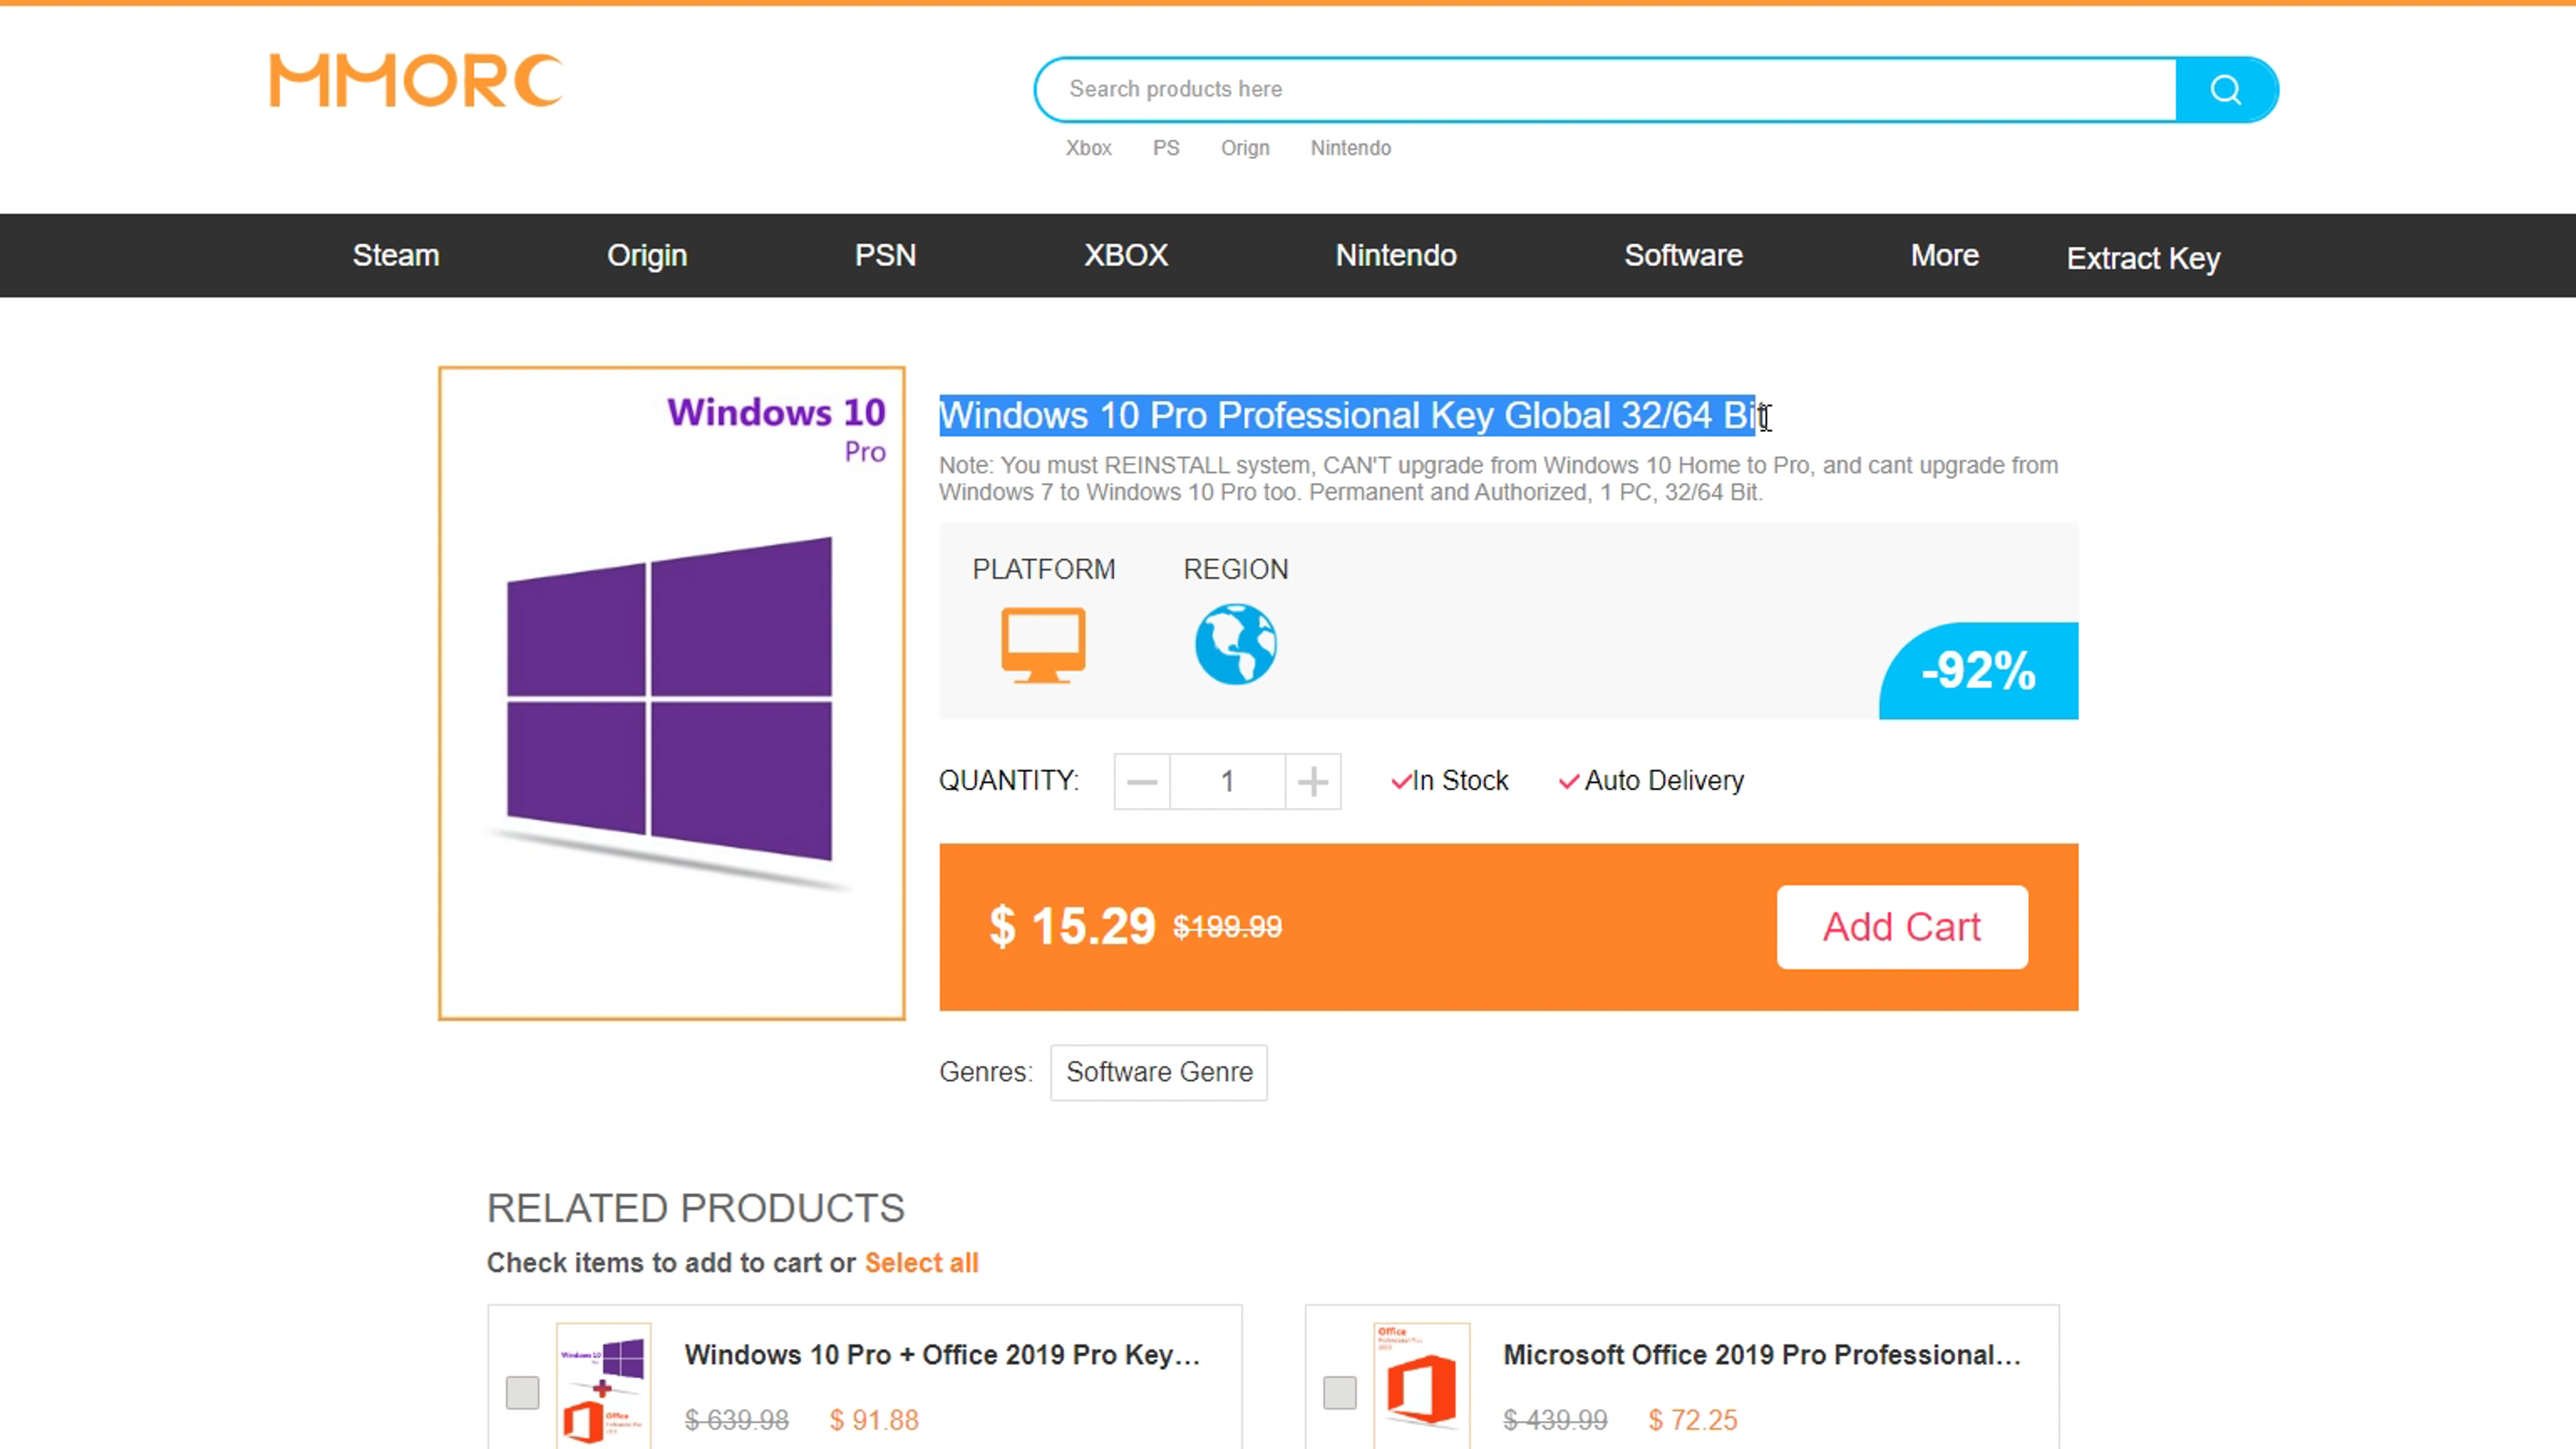 MMORC
Search products here
Xbox PS Orign Nintendo
Steam Origin PSN XBOX Nintendo Software More Extract Key
Windows 10
Pro
Windows 10 Pro Professional Key Global 32/64 Bit
Note: You must REINSTALL system, CAN'T upgrade from Windows 10 Home to Pro, and cant upgrade from
Windows 7 to Windows 10 Pro too. Permanent and Authorized, 1 PC, 32/64 Bit.
PLATFORM REGION
-92%
QUANTITY: 1 In Stock Auto Delivery
$ 15.29 $199.99 Add Cart
Genres: Software Genre
RELATED PRODUCTS
Check items to add to cart or Select all
Windows 10 Pro + Office 2019 Pro Key...
$ 639.98 $ 91.88
Office
Microsoft Office 2019 Pro Professional...
$ 439.99 $ 72.25